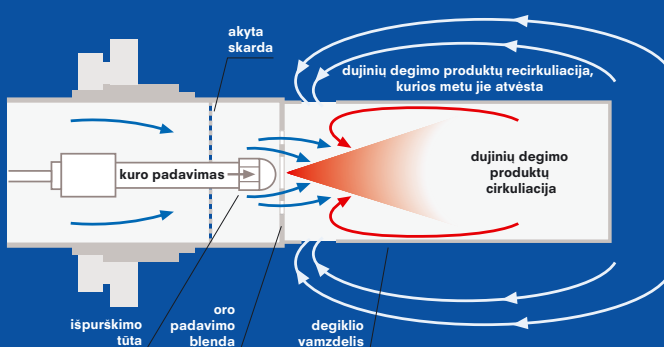 akyta
skarda
dujinių degimo produktų recirkuliacija,
kurios metu jie atvėsta
kuro padavimas
dujinių degimo
produktų
cirkuliacija
išpurškimo
tūta
oro
padavimo
blenda
degiklio
vamzdelis